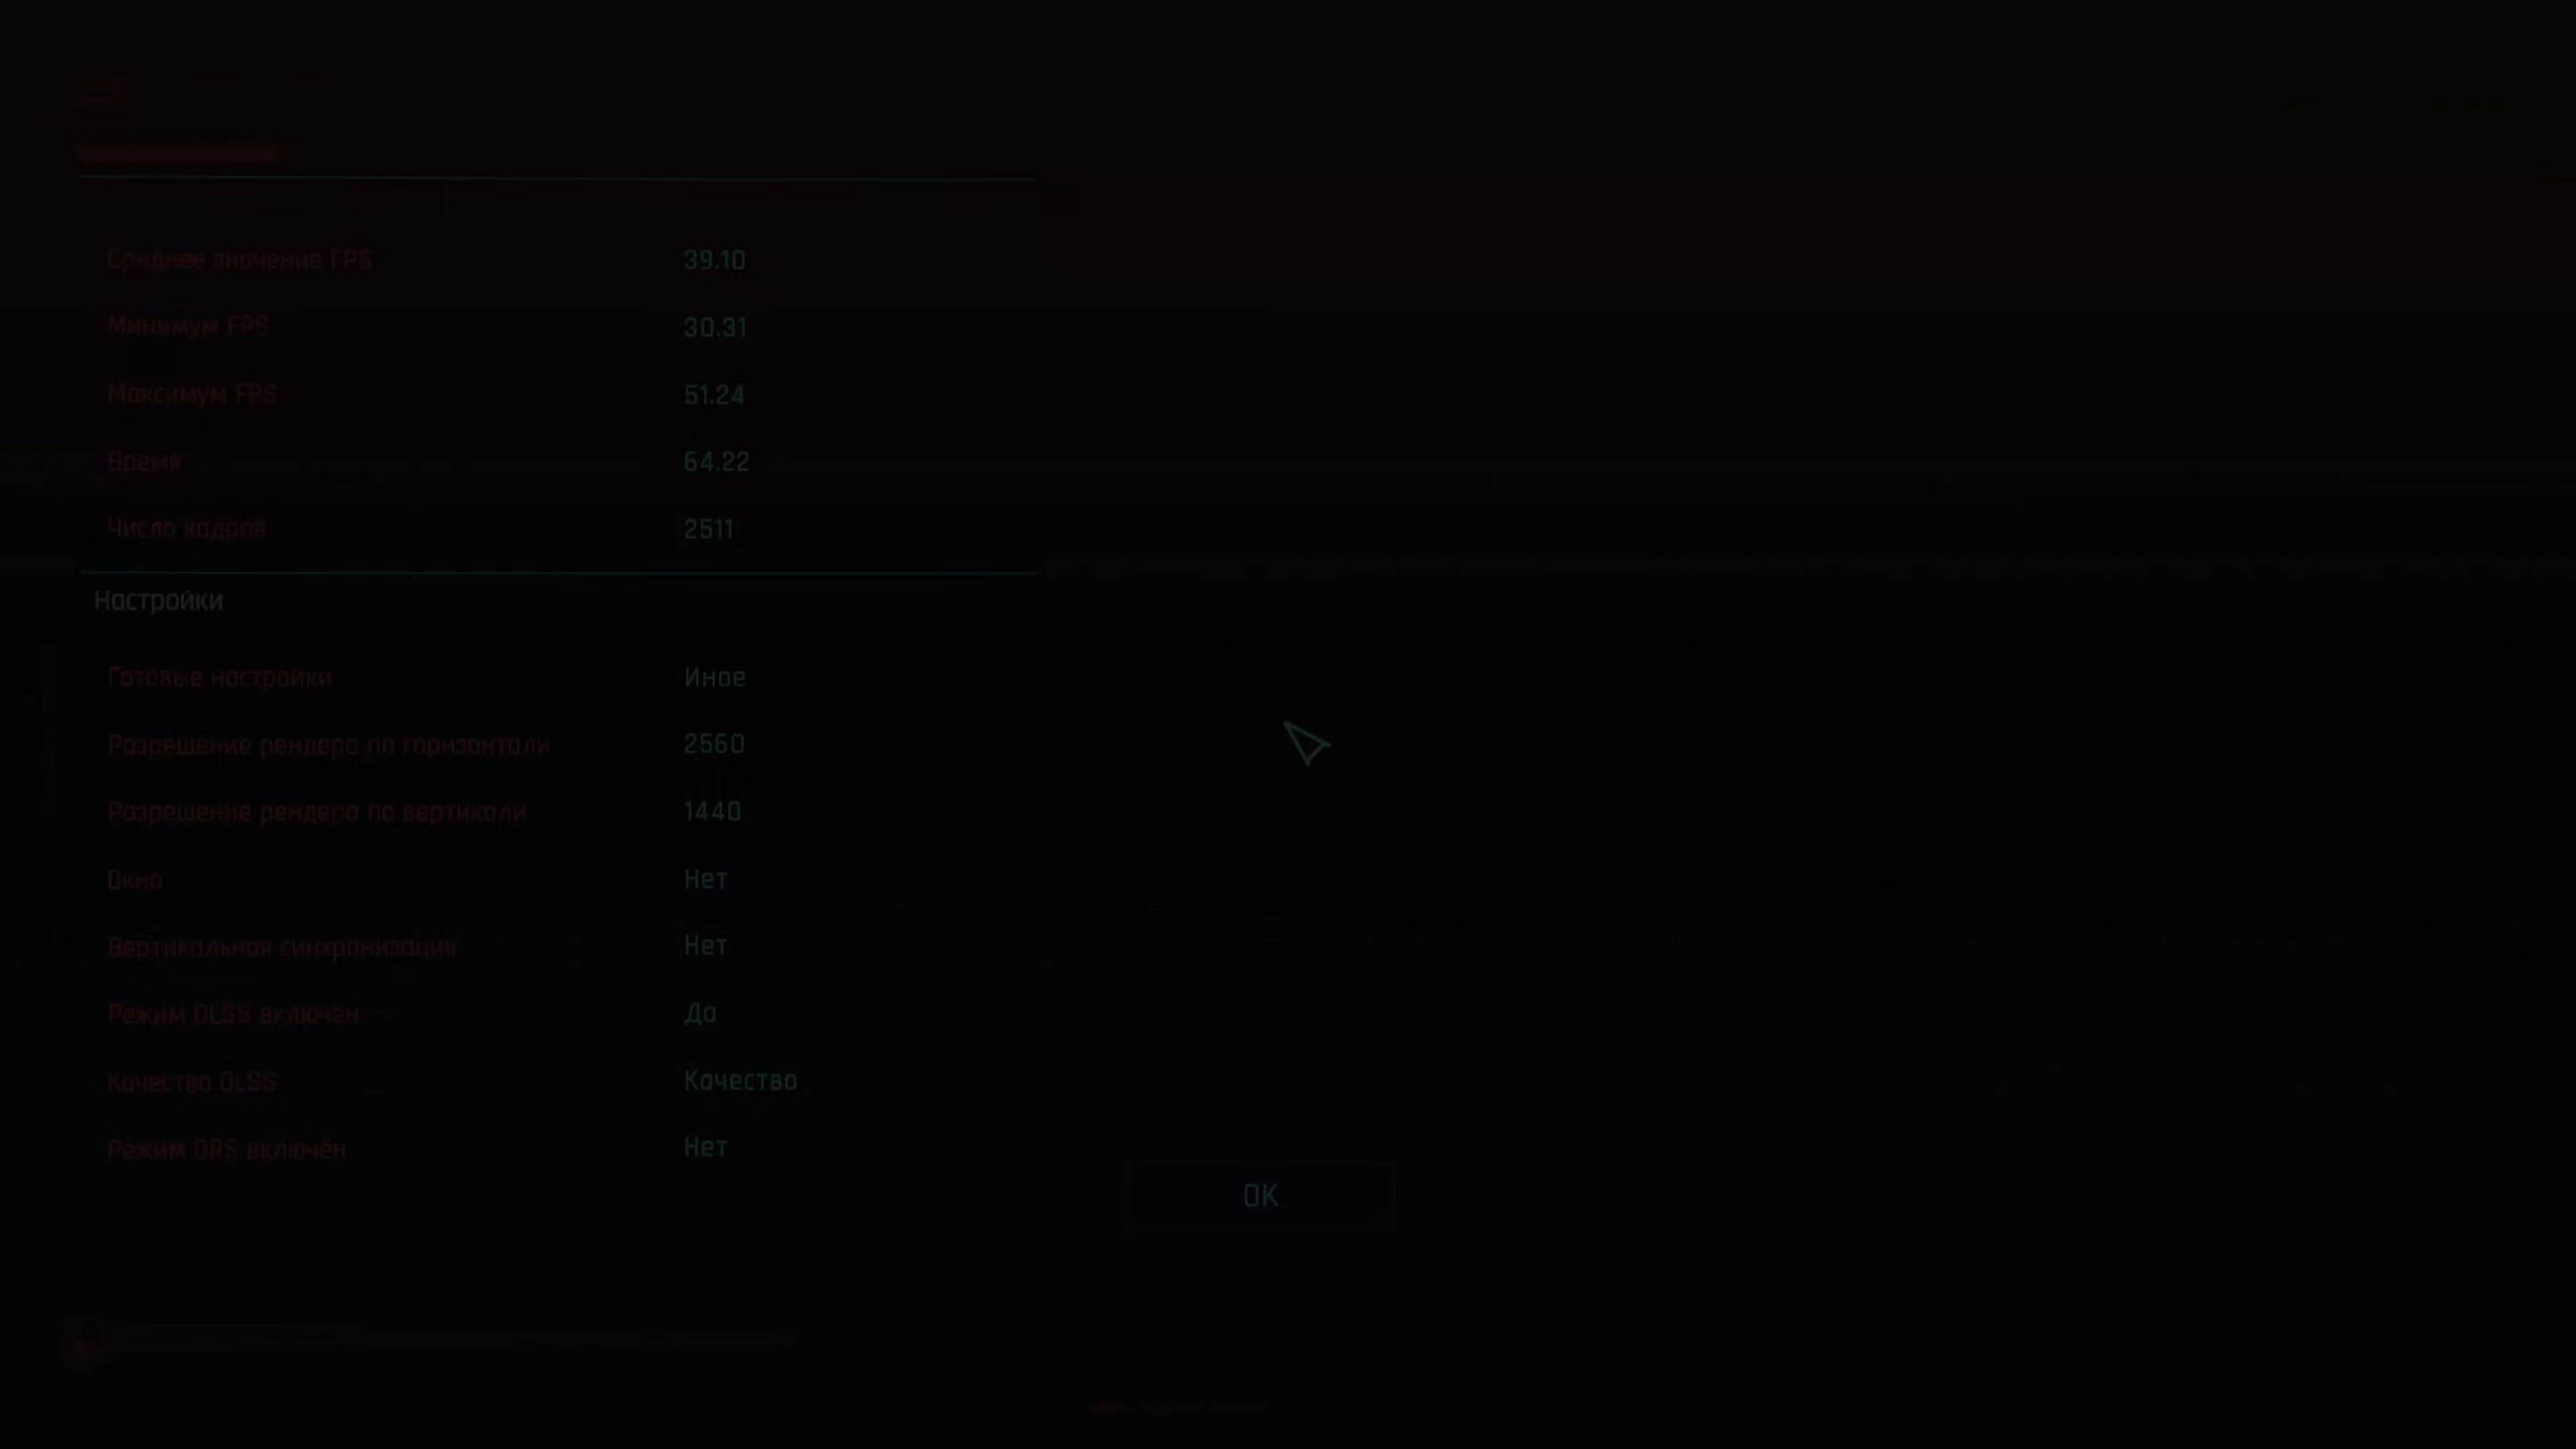 Среднее значение FPS 39.10
Минимум FPS 30.31
Максимум FPS 51.24
Время 64.22
Число кадров 2511
Настройки
Готовые настройки Иное
Разрешение рендера по горизонтали 2560
Разрешение рендера по вертикали 1440
Окно Нет
Вертикальная синхронизация Нет
Режим DLSS включён Да
Качество DLSS Качество
Режим DRS включён Нет
OK